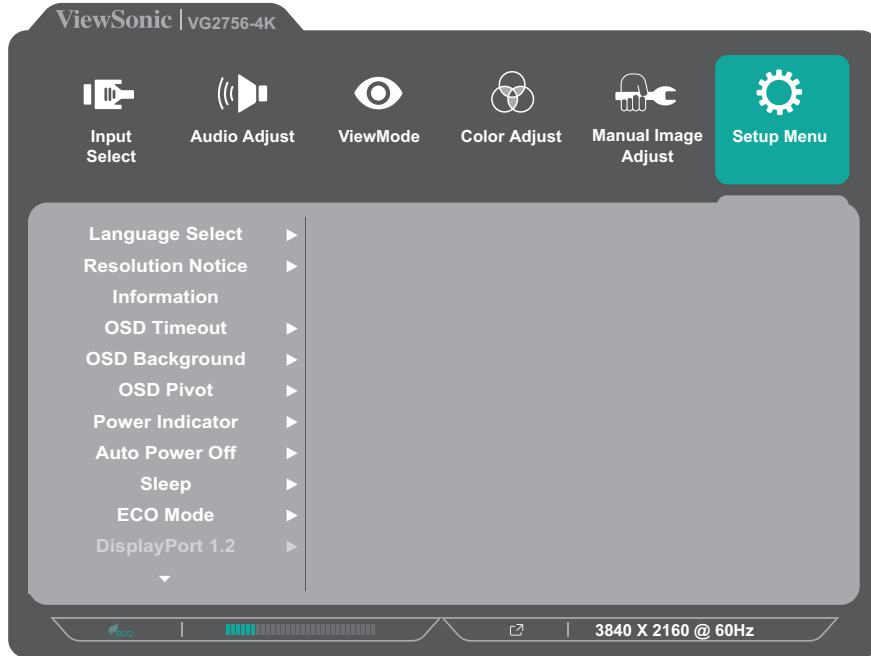 ViewSonic | VG2756-4K
Input
Select
Audio Adjust
ViewMode
Color Adjust
Manual Image
Adjust
Setup Menu
Language Select
Resolution Notice
Information
OSD Timeout
OSD Background
OSD Pivot
Power Indicator
Auto Power Off
Sleep
ECO Mode
DisplayPort 1.2
eco
3840 X 2160 @ 60Hz